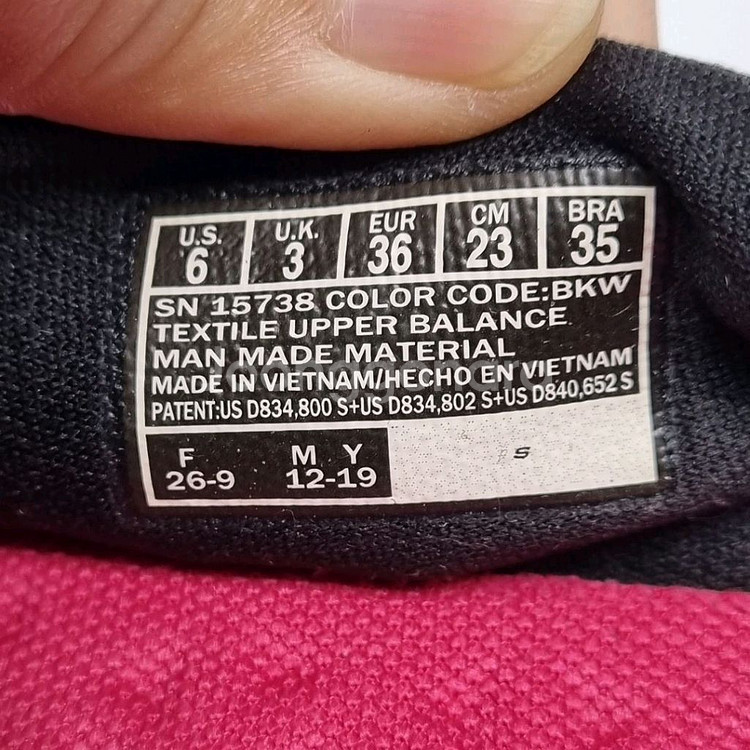 U.S. U.K. EUR CM BRA
6 3 36 23 35
SN 15738 COLOR CODE:BKW
TEXTILE UPPER BALANCE
MAN MADE MATERIAL
MADE IN VIETNAM/HECHO EN VIETNAM
PATENT:US D834,800 S+US D834,802 S+US D840,652 S
F M Y
26-9 12-19
S